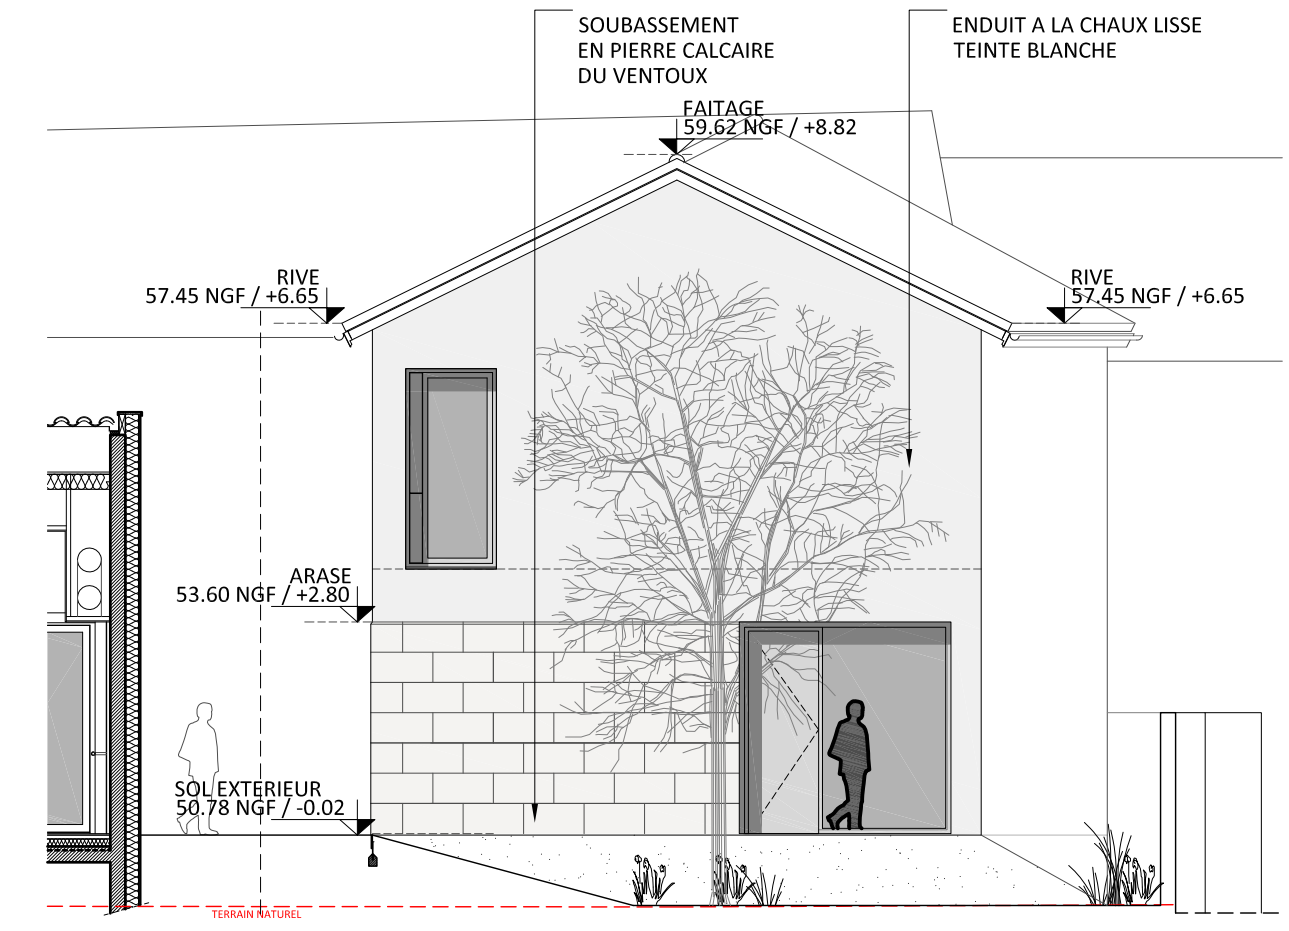 SOUBASSEMENT
EN PIERRE CALCAIRE
DU VENTOUX
ENDUIT A LA CHAUX LISSE
TEINTE BLANCHE
FAITAGE
59.62 NGF / +8.82
RIVE
57.45 NGF / +6.65
RIVE
57.45 NGF / +6.65
ARASE
53.60 NGF / +2.80
SOL EXTERIEUR
50.78 NGF / -0.02
TERRAIN NATUREL